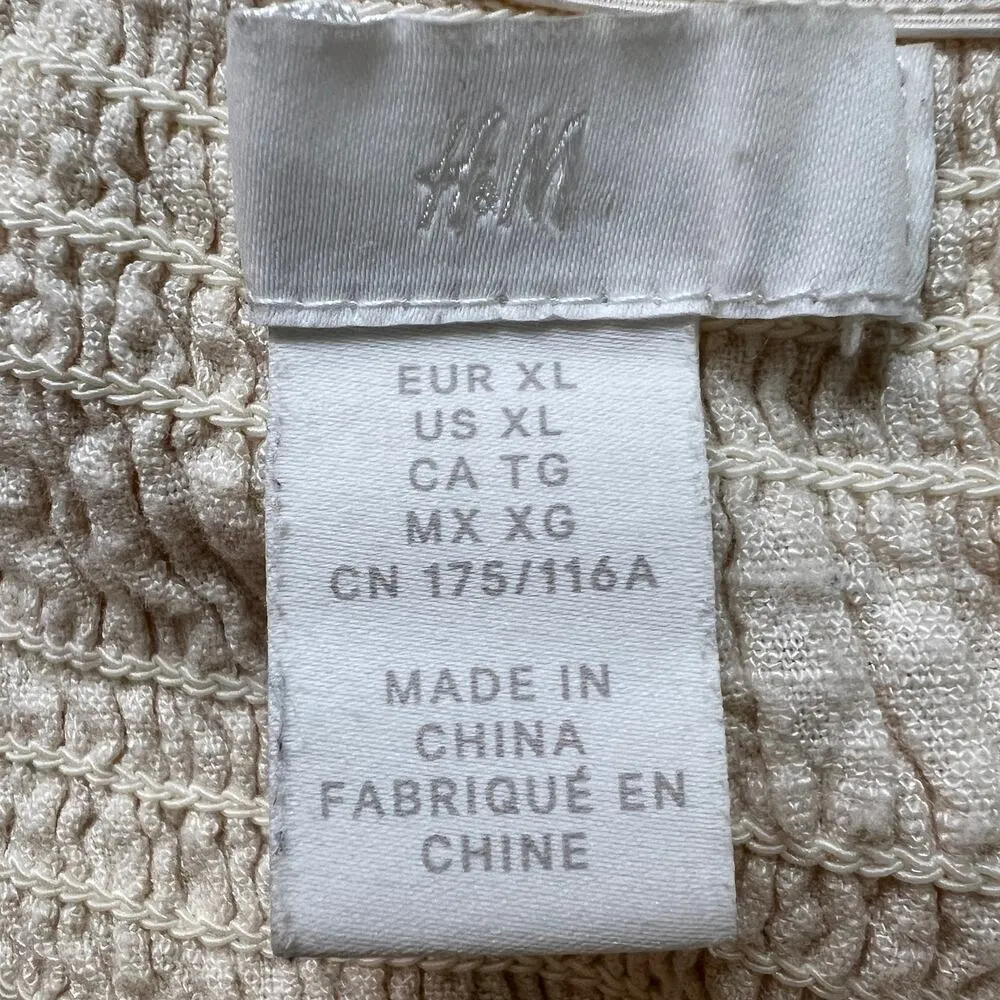 H&M
EUR XL
US XL
CA TG
MX XG
CN 175/116A
MADE IN
CHINA
FABRIQUÉ EN
CHINE